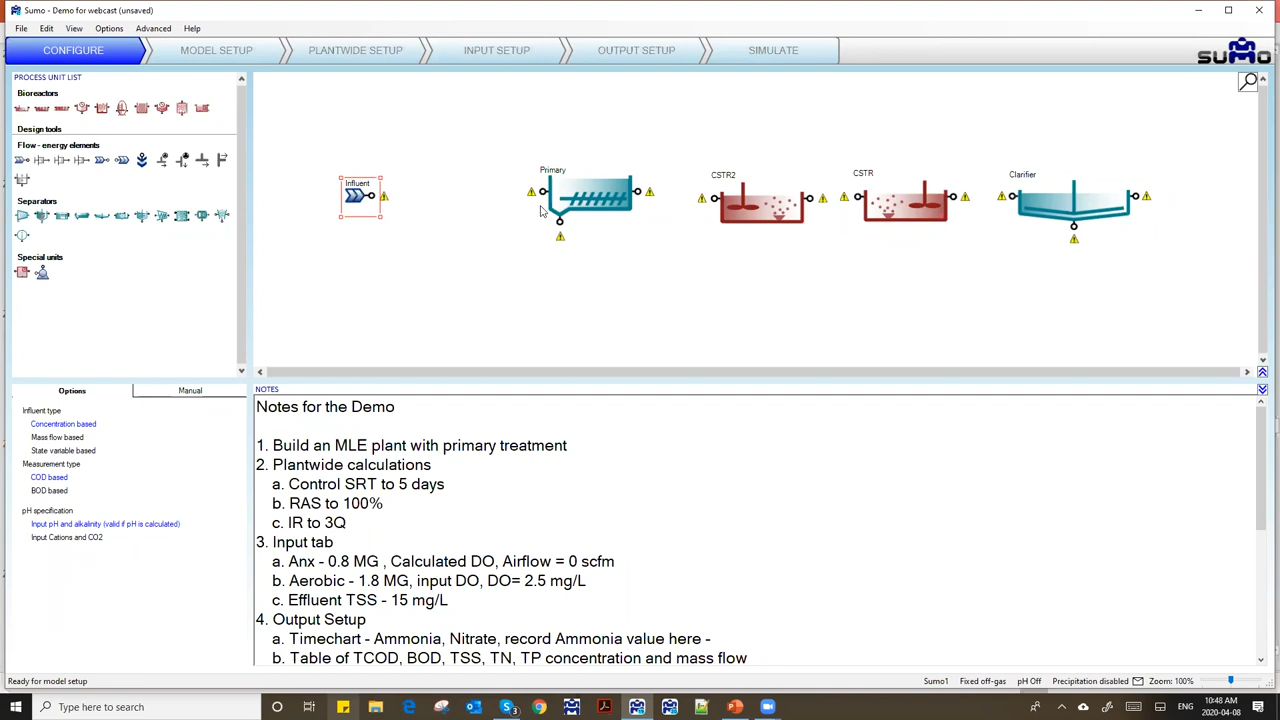 Sumo - Demo for webcast (unsaved)
File Edit View Options Advanced Help
CONFIGURE MODEL SETUP PLANTWIDE SETUP INPUT SETUP OUTPUT SETUP SIMULATE
sumo
PROCESS UNIT LIST
Bioreactors
Design tools
Flow - energy elements
Separators
Special units
Influent
Primary
CSTR2
CSTR
Clarifier
Options Manual
Influent type
Concentration based
Mass flow based
State variable based
Measurement type
COD based
BOD based
pH specification
Input pH and alkalinity (valid if pH is calculated)
Input Cations and CO2
NOTES
Notes for the Demo
1. Build an MLE plant with primary treatment
2. Plantwide calculations
a. Control SRT to 5 days
b. RAS to 100%
c. IR to 3Q
3. Input tab
a. Anx - 0.8 MG , Calculated DO, Airflow = 0 scfm
b. Aerobic - 1.8 MG, input DO, DO= 2.5 mg/L
c. Effluent TSS - 15 mg/L
4. Output Setup
a. Timechart - Ammonia, Nitrate, record Ammonia value here -
b. Table of TCOD, BOD, TSS, TN, TP concentration and mass flow
Ready for model setup
Sumo1 Fixed off-gas pH Off Precipitation disabled Zoom: 100%
Type here to search
ENG
10:48 AM
2020-04-08